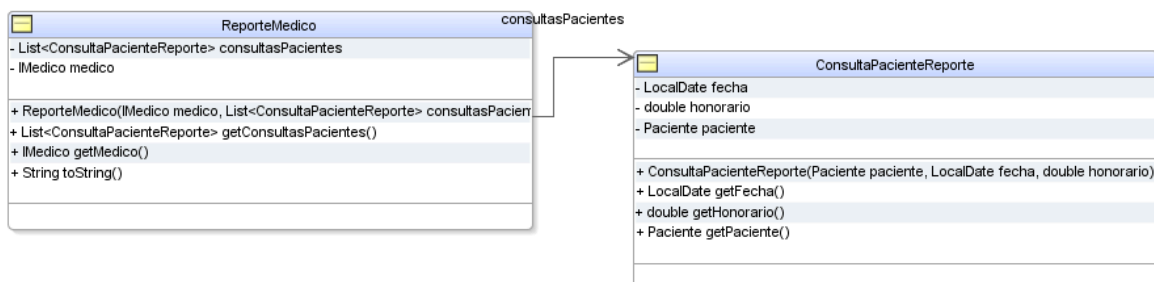 ReporteMedico
- List<ConsultaPacienteReporte> consultasPacientes
- IMedico medico
+ ReporteMedico(IMedico medico, List<ConsultaPacienteReporte> consultasPacien
+ List<ConsultaPacienteReporte> getConsultasPacientes()
+ IMedico getMedico()
+ String toString()
consultasPacientes
ConsultaPacienteReporte
- LocalDate fecha
- double honorario
- Paciente paciente
+ ConsultaPacienteReporte(Paciente paciente, LocalDate fecha, double honorario)
+ LocalDate getFecha()
+ double getHonorario()
+ Paciente getPaciente()